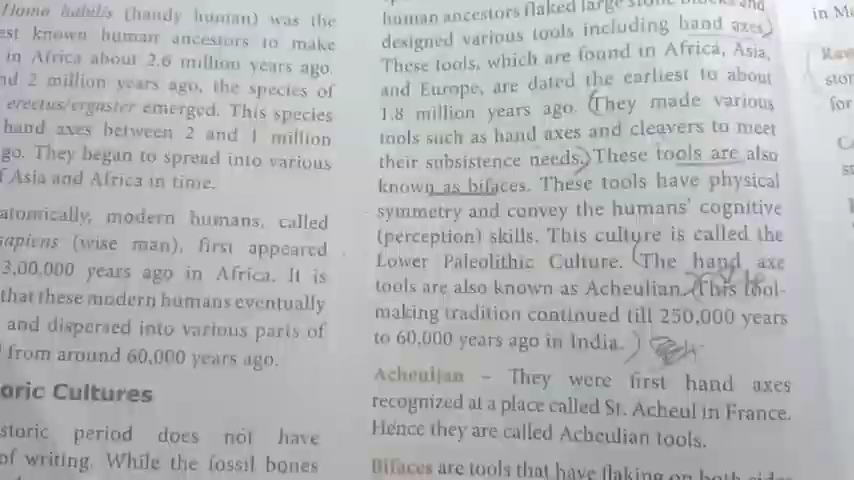 Homo habilis (handy human) was the
est known human ancestors to make
in Africa about 2.6 million years ago.
nd 2 million years ago, the species of
erectus/ergaster emerged. This species
hand axes between 2 and 1 million
go. They began to spread into various
f Asia and Africa in time.
atomically, modern humans, called
sapiens (wise man), first appeared
3,00,000 years ago in Africa. It is
that these modern humans eventually
and dispersed into various parts of
from around 60,000 years ago.
oric Cultures
storic period does not have
of writing. While the fossil bones
human ancestors flaked large stone blocks and
designed various tools including hand axes.
These tools, which are found in Africa, Asia,
and Europe, are dated the earliest to about
1.8 million years ago. They made various
tools such as hand axes and cleavers to meet
their subsistence needs. These tools are also
known as bifaces. These tools have physical
symmetry and convey the humans' cognitive
(perception) skills. This culture is called the
Lower Paleolithic Culture. The hand axe
tools are also known as Acheulian. This tool-
making tradition continued till 250,000 years
to 60,000 years ago in India.
Acheulian – They were first hand axes
recognized at a place called St. Acheul in France.
Hence they are called Acheulian tools.
Bifaces are tools that have flaking on both sides
in M
Raw
stor
for